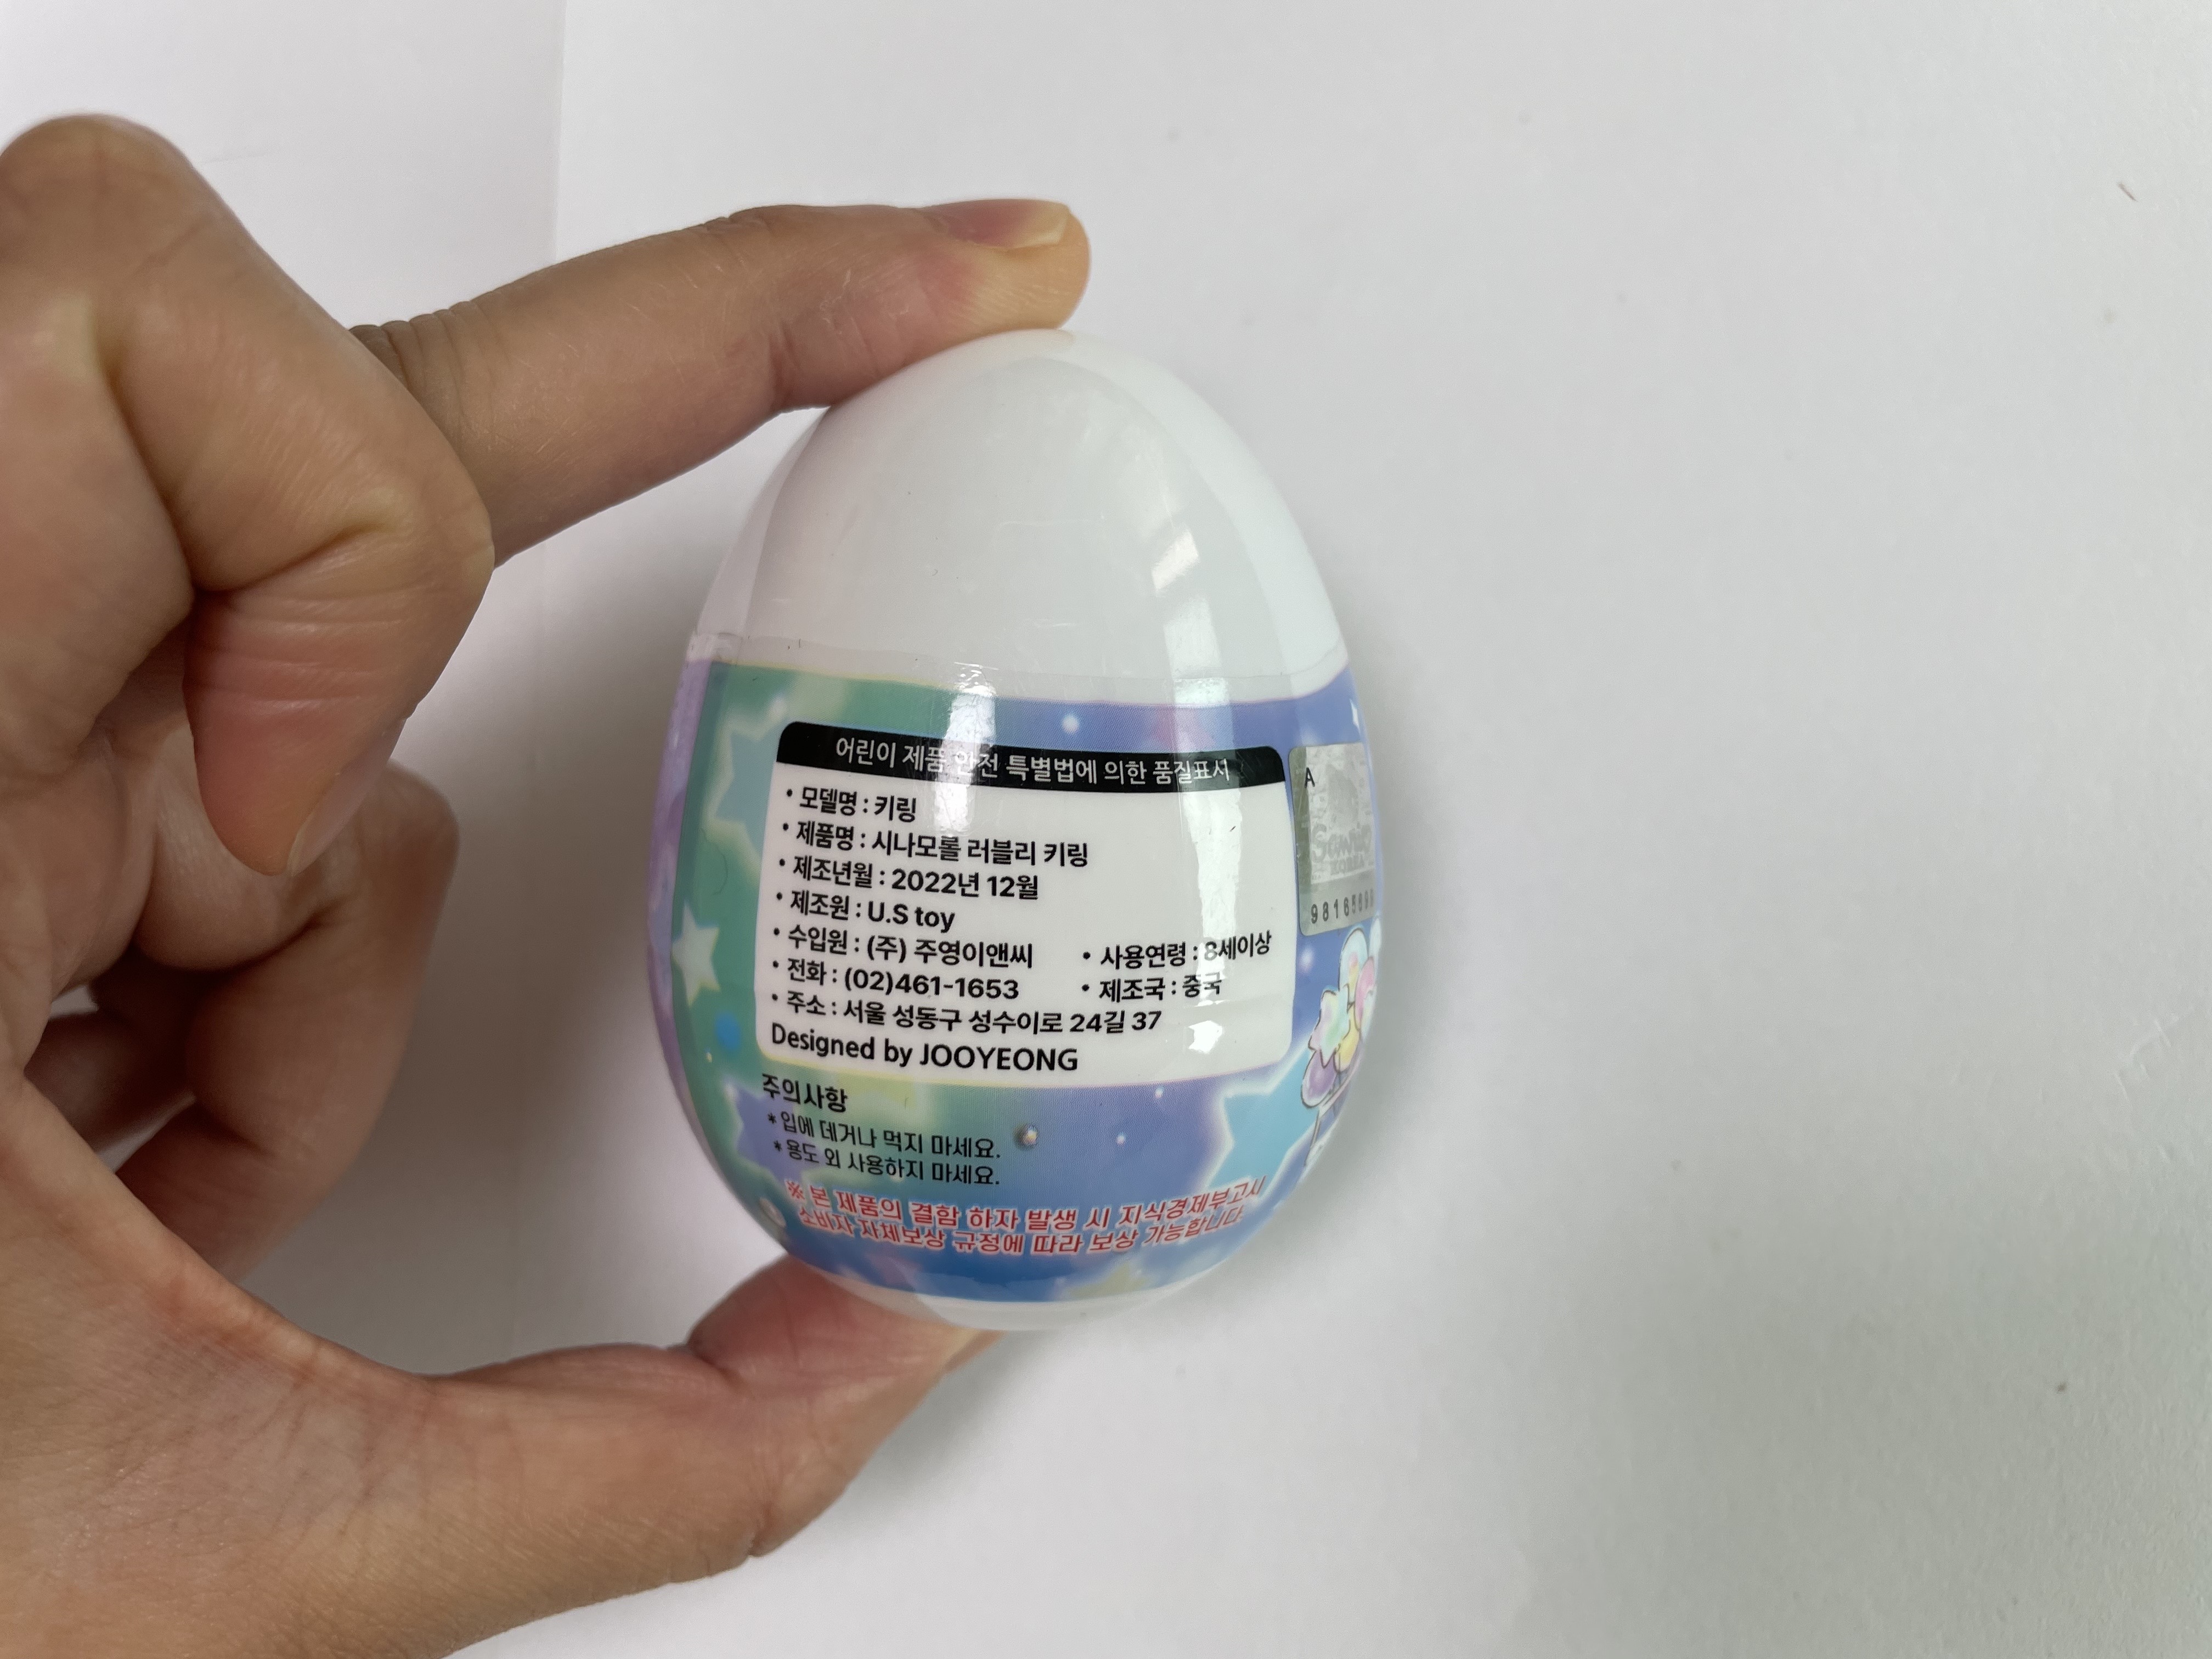 어린이 제품 안전 특별법에 의한 품질표시
• 모델명 : 키링
• 제품명 : 시나모롤 러블리 키링
• 제조년월 : 2022년 12월
• 제조원 : U.S toy
• 수입원 : (주) 주영이앤씨 • 사용연령 : 8세이상
• 전화 : (02)461-1653 • 제조국 : 중국
• 주소 : 서울 성동구 성수이로 24길 37
Designed by JOOYEONG
주의사항
* 입에 데거나 먹지 마세요.
* 용도 외 사용하지 마세요.
※ 본 제품의 결함 하자 발생 시 지식경제부고시
소비자 자체보상 규정에 따라 보상 가능합니다.
A
Sanrio
KOREA